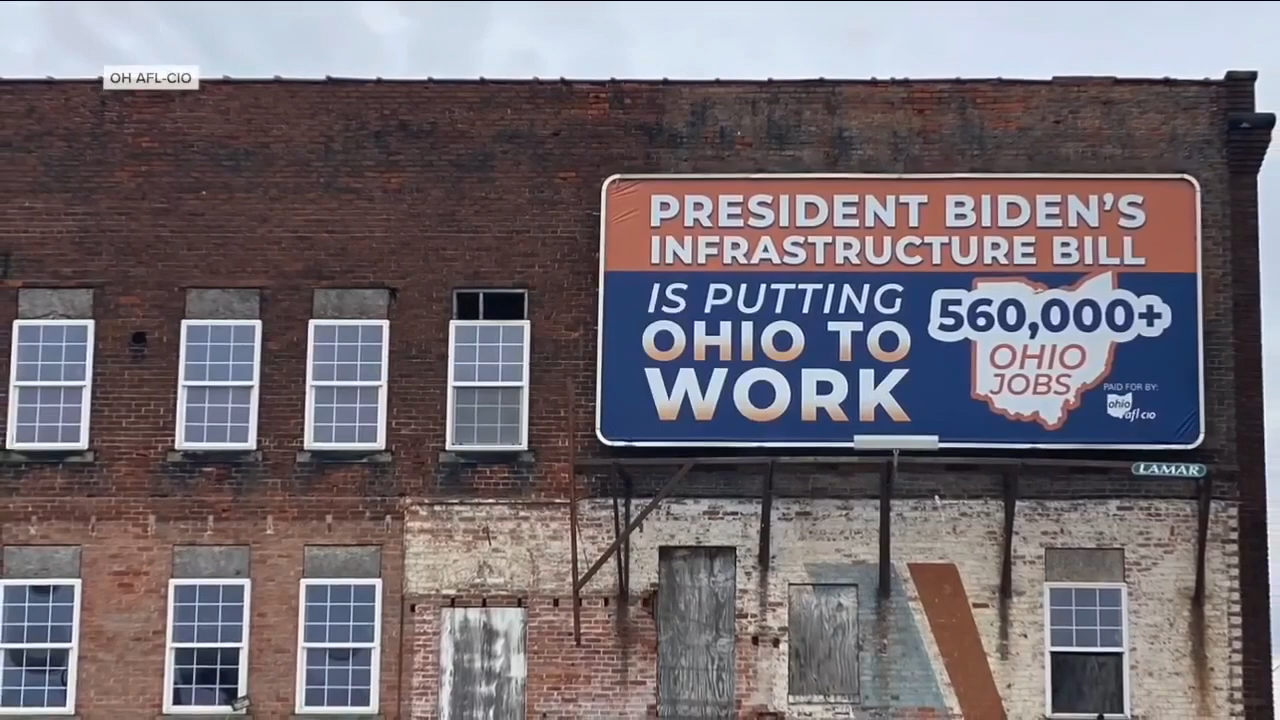 OH AFL-CIO
PRESIDENT BIDEN'S
INFRASTRUCTURE BILL
IS PUTTING
OHIO TO
WORK
560,000+
OHIO
JOBS
PAID FOR BY:
ohio
afl cio
LAMAR